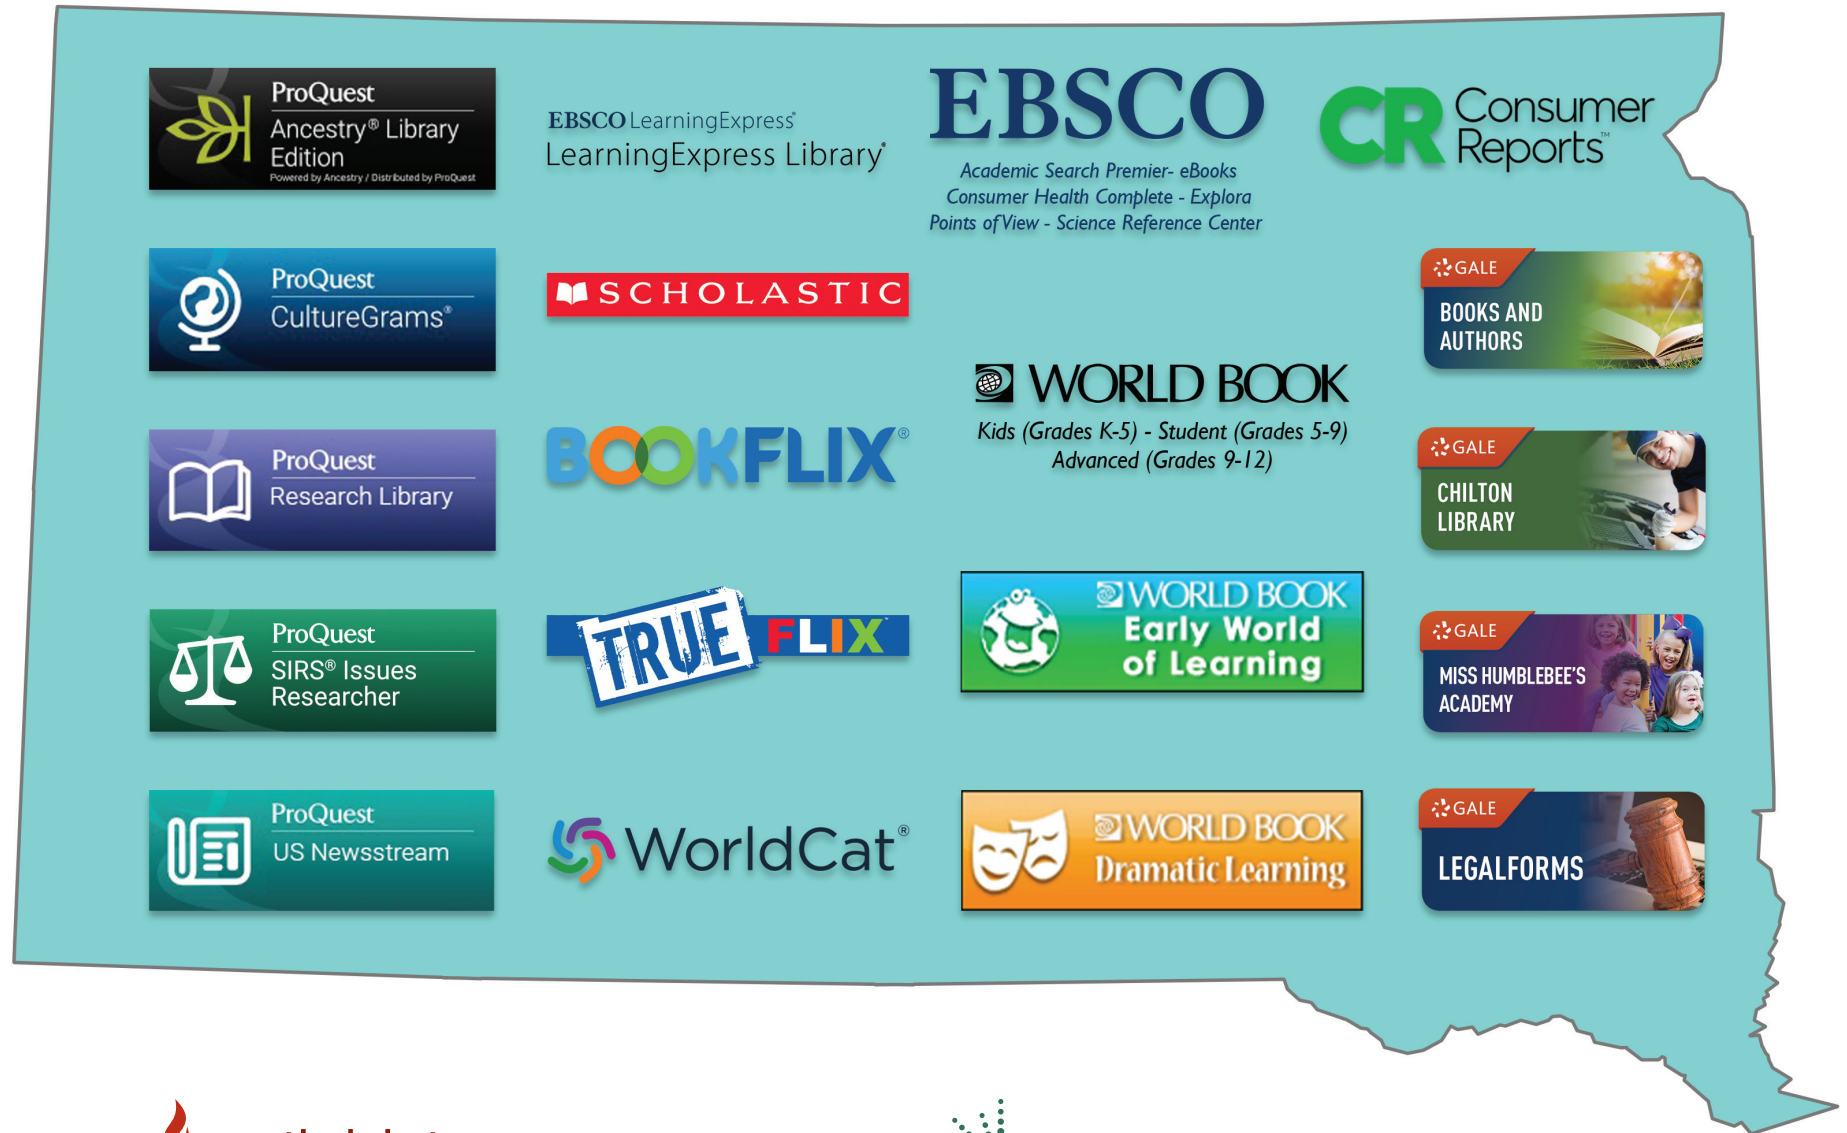 ProQuest
Ancestry® Library
Edition
Powered by Ancestry / Distributed by ProQuest
EBSCO LearningExpress®
LearningExpress Library®
EBSCO
Academic Search Premier- eBooks
Consumer Health Complete - Explora
Points of View - Science Reference Center
CR Consumer
Reports™
ProQuest
CultureGrams®
SCHOLASTIC
GALE
BOOKS AND
AUTHORS
WORLD BOOK
Kids (Grades K-5) - Student (Grades 5-9)
Advanced (Grades 9-12)
ProQuest
Research Library
BOOKFLIX®
GALE
CHILTON
LIBRARY
ProQuest
SIRS® Issues
Researcher
TRUE FLIX™
WORLD BOOK
Early World
of Learning
GALE
MISS HUMBLEBEE'S
ACADEMY
ProQuest
US Newsstream
WorldCat®
WORLD BOOK
Dramatic Learning
GALE
LEGALFORMS